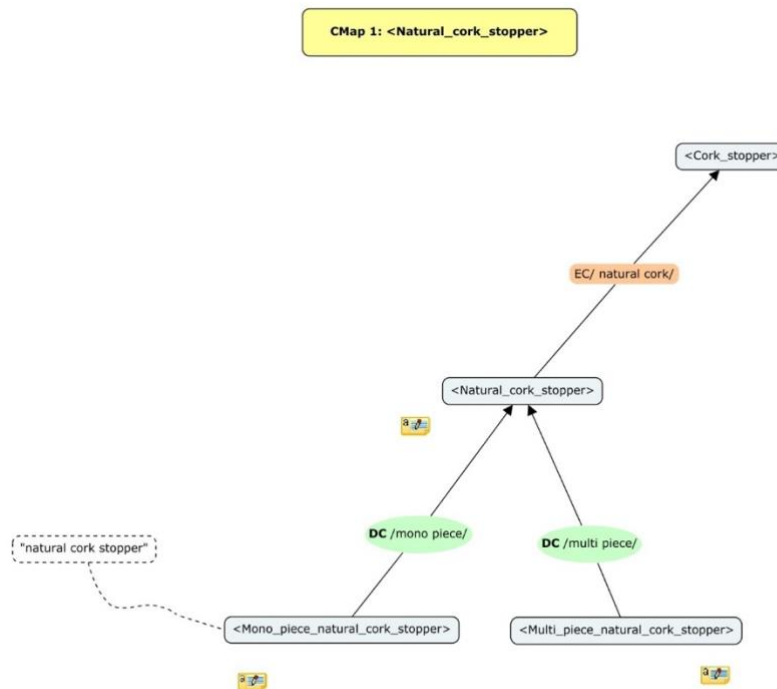 CMap 1: <Natural_cork_stopper>
<Cork_stopper>
EC/ natural cork/
<Natural_cork_stopper>
a
DC /mono piece/
DC /multi piece/
"natural cork stopper"
<Mono_piece_natural_cork_stopper>
<Multi_piece_natural_cork_stopper>
a
a